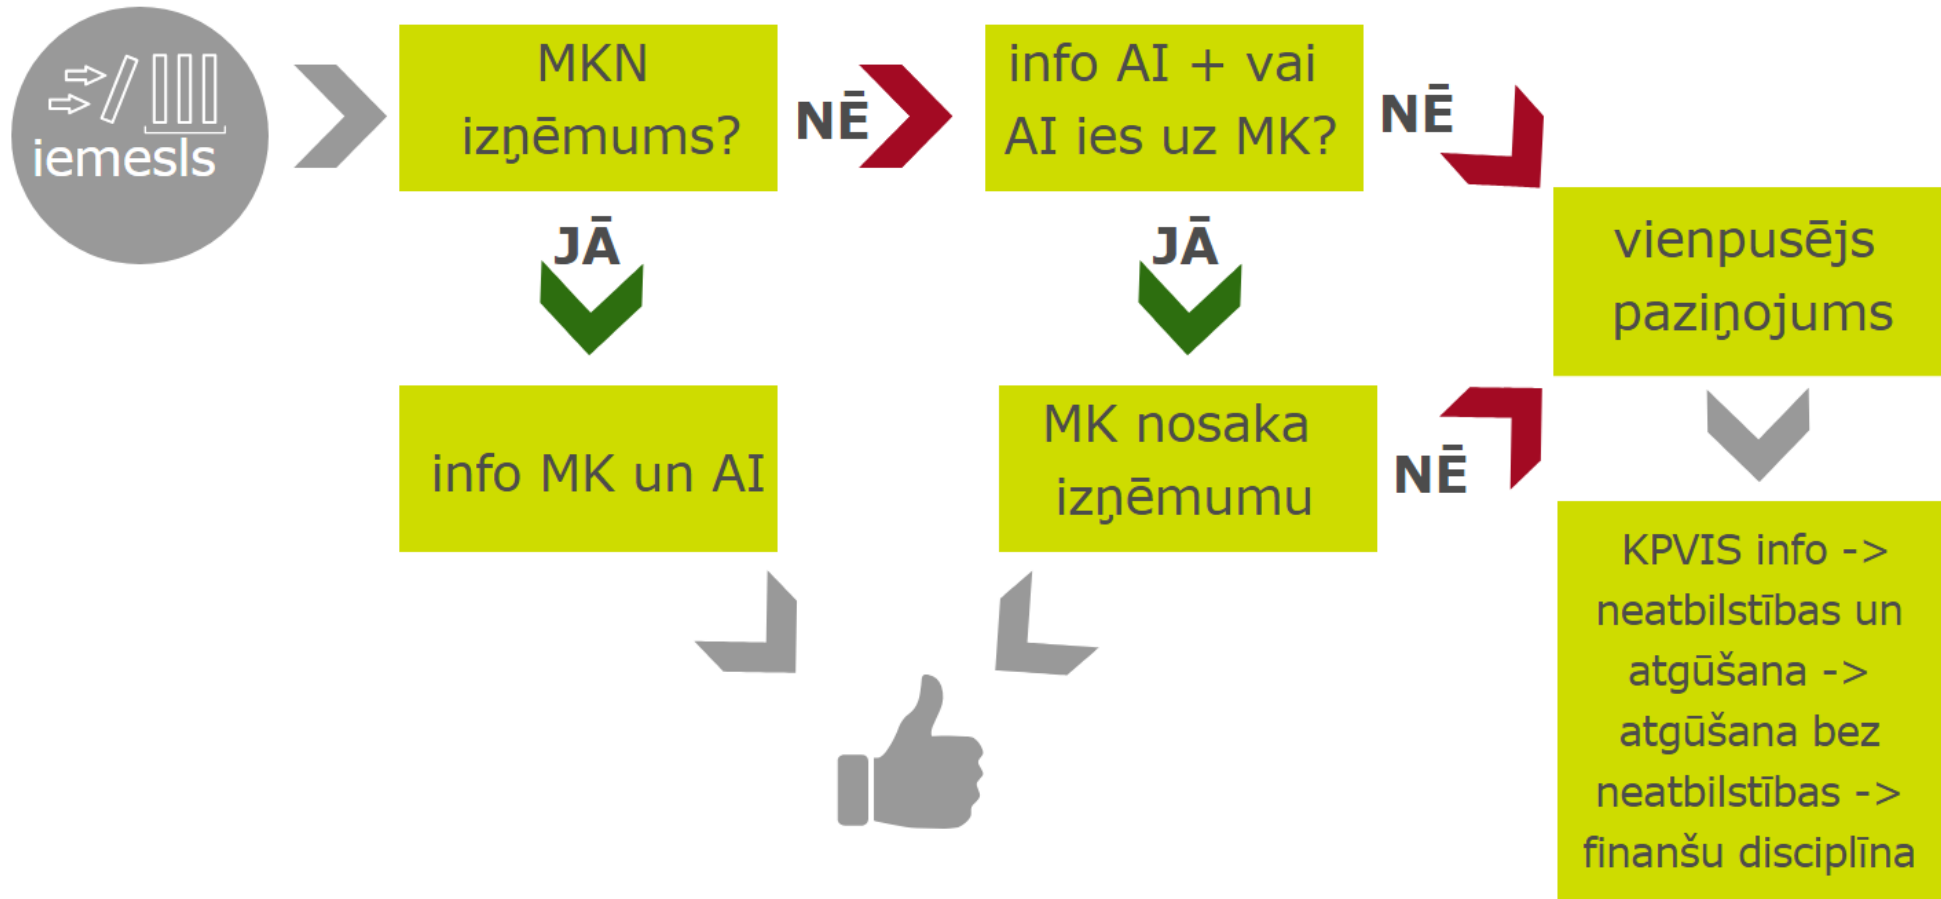 iemesls
MKN
izņēmums?
NĒ
info AI + vai
AI ies uz MK?
NĒ
JĀ
JĀ
vienpusējs
paziņojums
info MK un AI
MK nosaka
izņēmumu
NĒ
KPVIS info ->
neatbilstības un
atgūšana ->
atgūšana bez
neatbilstības ->
finanšu disciplīna